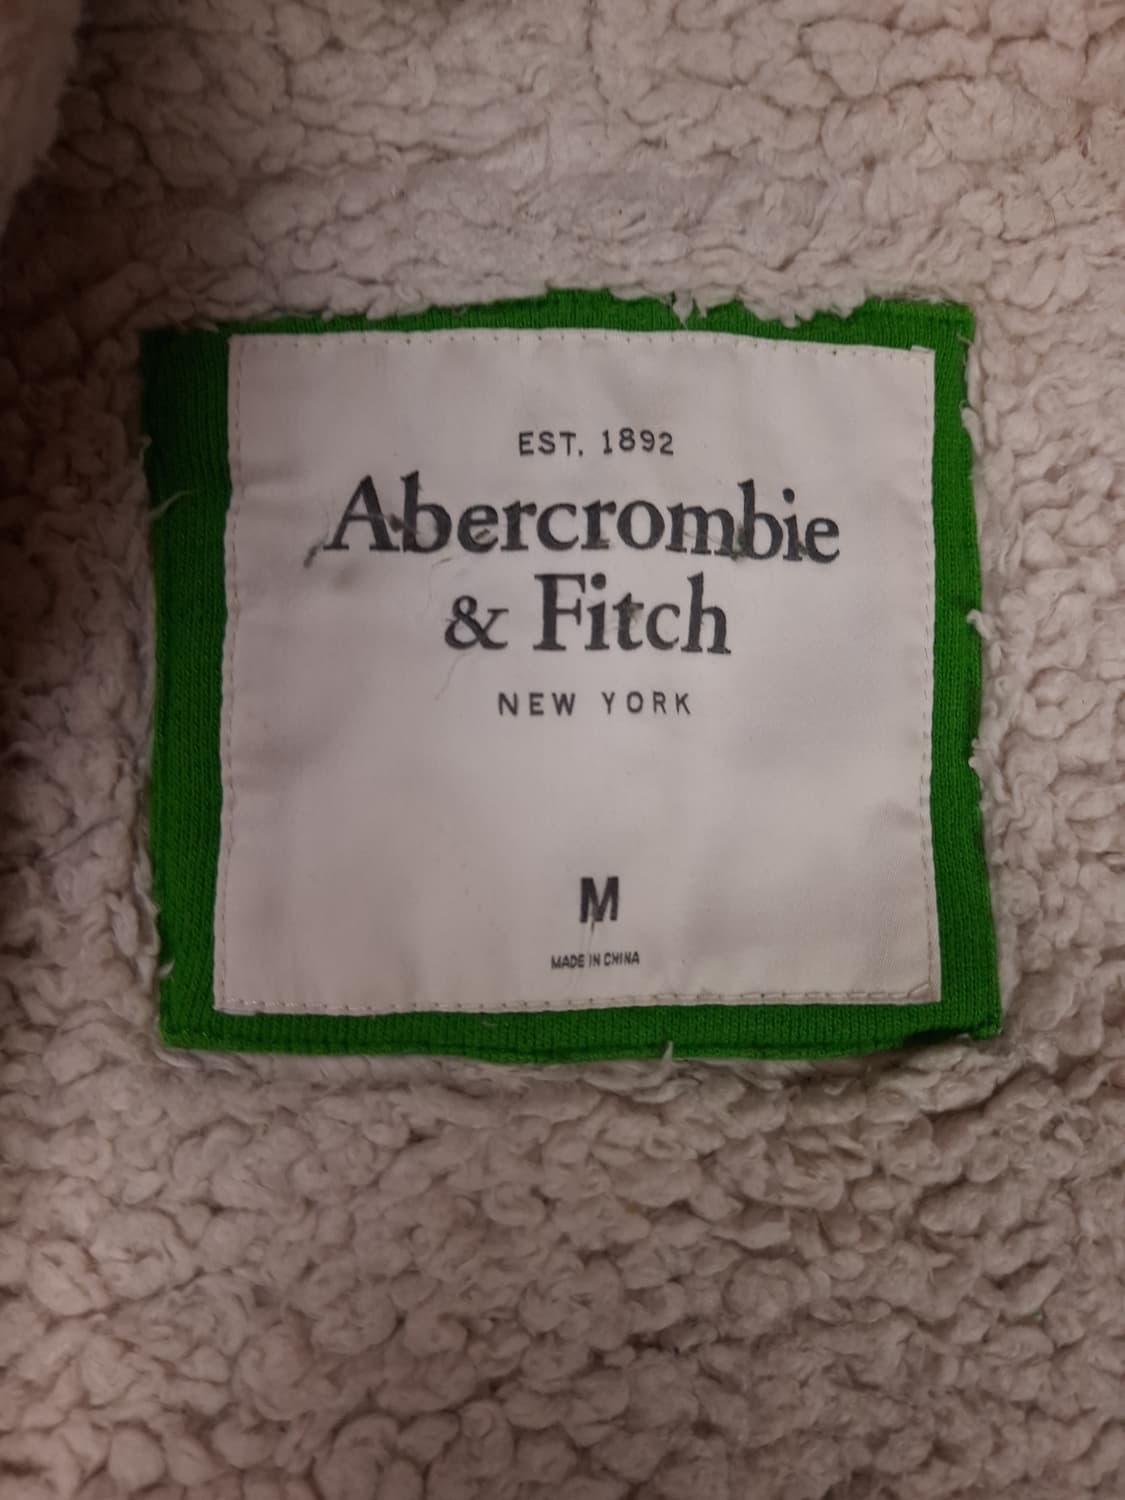 EST. 1892
Abercrombie
& Fitch
NEW YORK
M
MADE IN CHINA